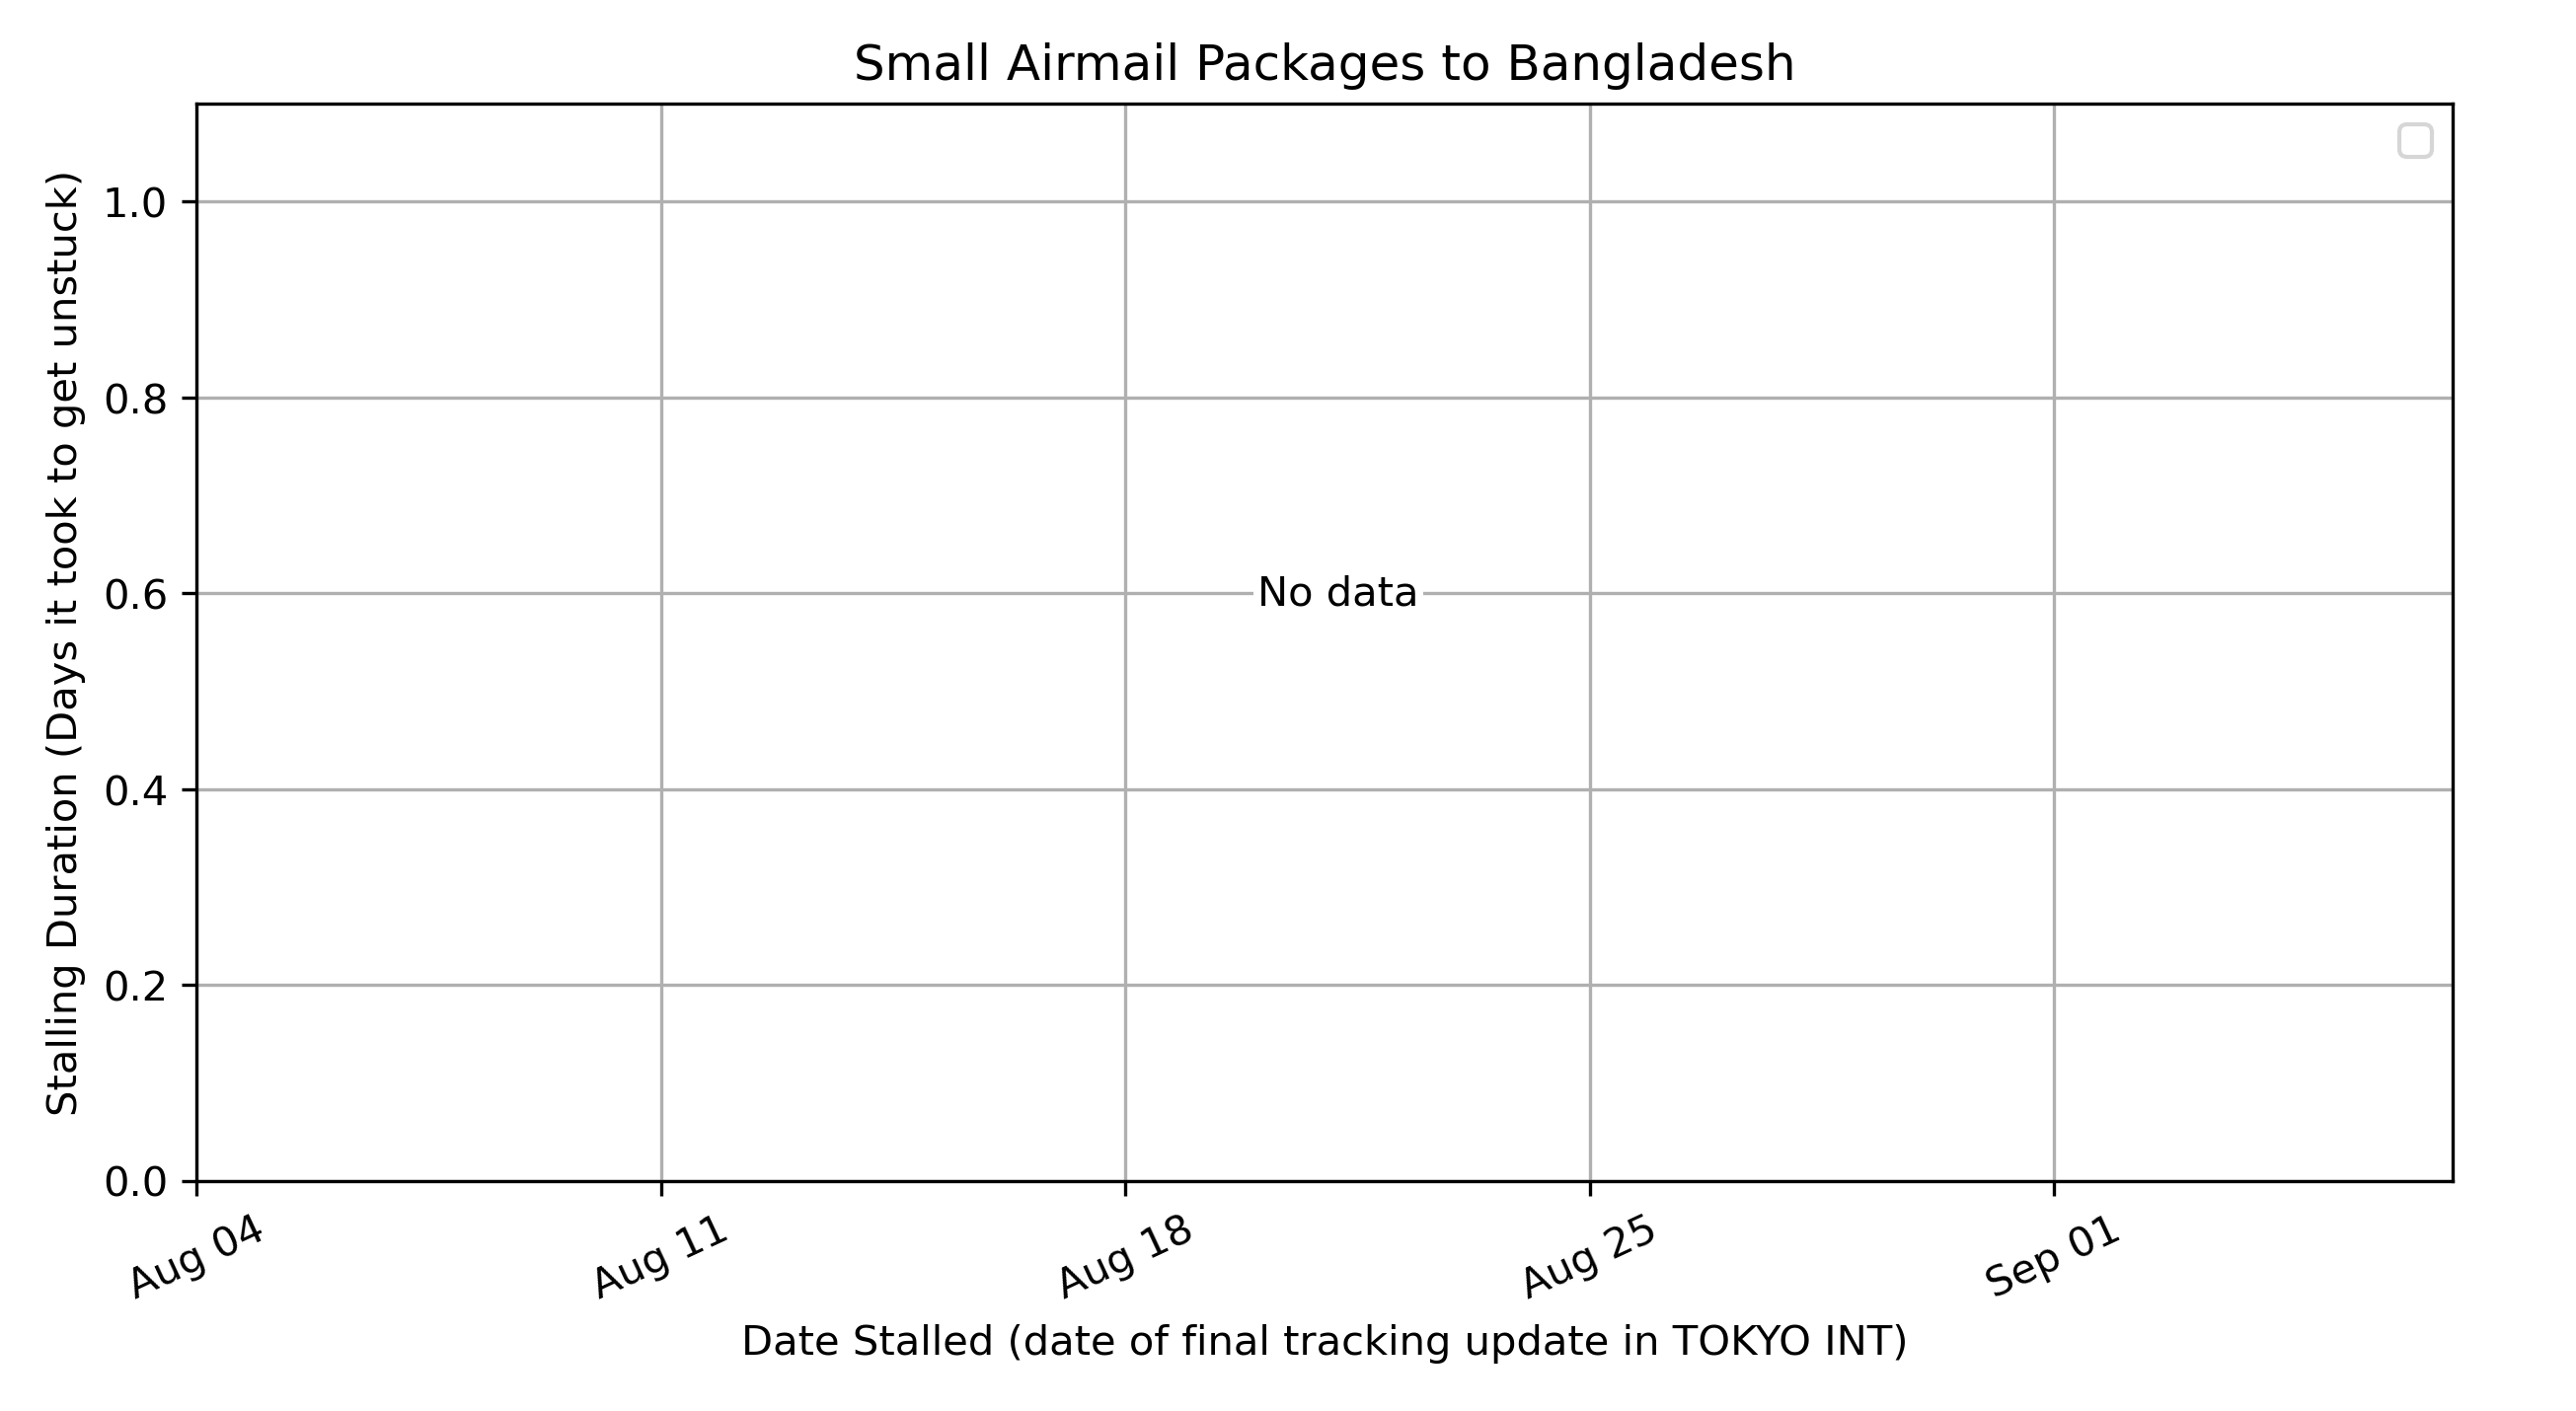 Small Airmail Packages to Bangladesh
Stalling Duration (Days it took to get unstuck)
1.0
0.8
0.6
0.4
0.2
0.0
No data
Aug 04
Aug 11
Aug 18
Aug 25
Sep 01
Date Stalled (date of final tracking update in TOKYO INT)